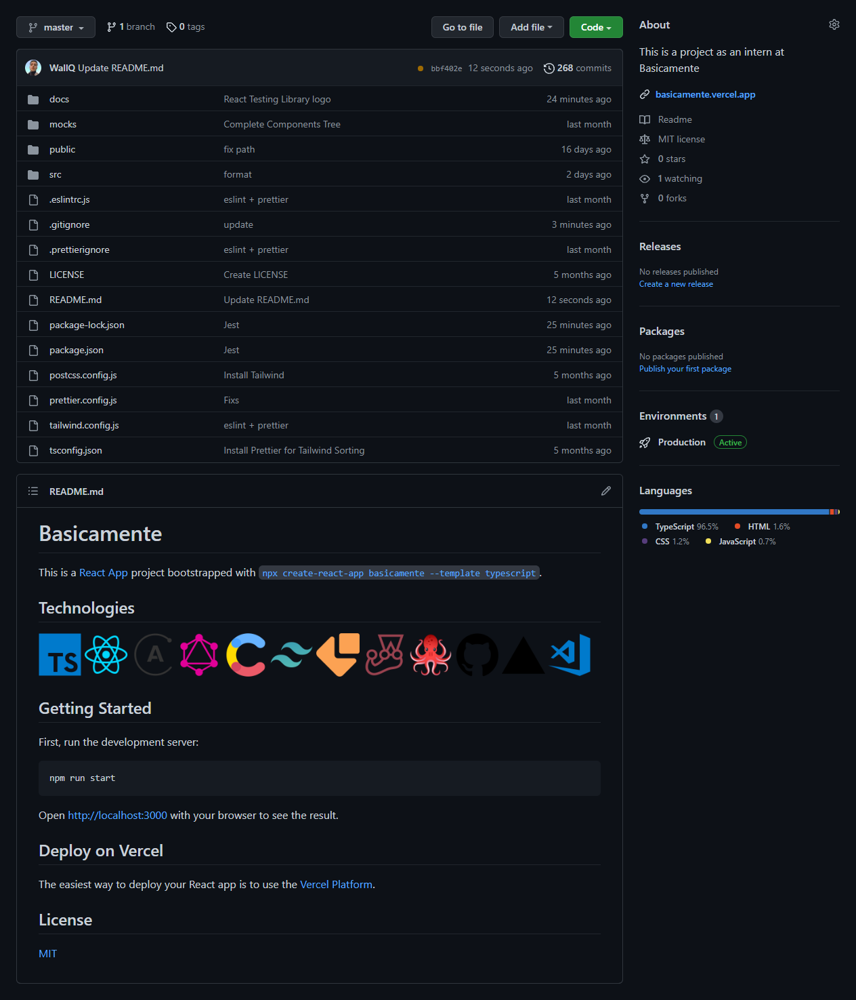 master
1 branch
0 tags
Go to file
Add file
Code
WallQ Update README.md
bbf402e 12 seconds ago 268 commits
docs React Testing Library logo 24 minutes ago
mocks Complete Components Tree last month
public fix path 16 days ago
src format 2 days ago
.eslintrc.js eslint + prettier last month
.gitignore update 3 minutes ago
.prettierignore eslint + prettier last month
LICENSE Create LICENSE 5 months ago
README.md Update README.md 12 seconds ago
package-lock.json Jest 25 minutes ago
package.json Jest 25 minutes ago
postcss.config.js Install Tailwind 5 months ago
prettier.config.js Fixs last month
tailwind.config.js eslint + prettier last month
tsconfig.json Install Prettier for Tailwind Sorting 5 months ago
README.md
Basicamente
This is a React App project bootstrapped with npx create-react-app basicamente --template typescript.
Technologies
TS A
Getting Started
First, run the development server:
npm run start
Open http://localhost:3000 with your browser to see the result.
Deploy on Vercel
The easiest way to deploy your React app is to use the Vercel Platform.
License
MIT
About
This is a project as an intern at
Basicamente
basicamente.vercel.app
Readme
MIT license
0 stars
1 watching
0 forks
Releases
No releases published
Create a new release
Packages
No packages published
Publish your first package
Environments 1
Production Active
Languages
TypeScript 96.5% HTML 1.6%
CSS 1.2% JavaScript 0.7%